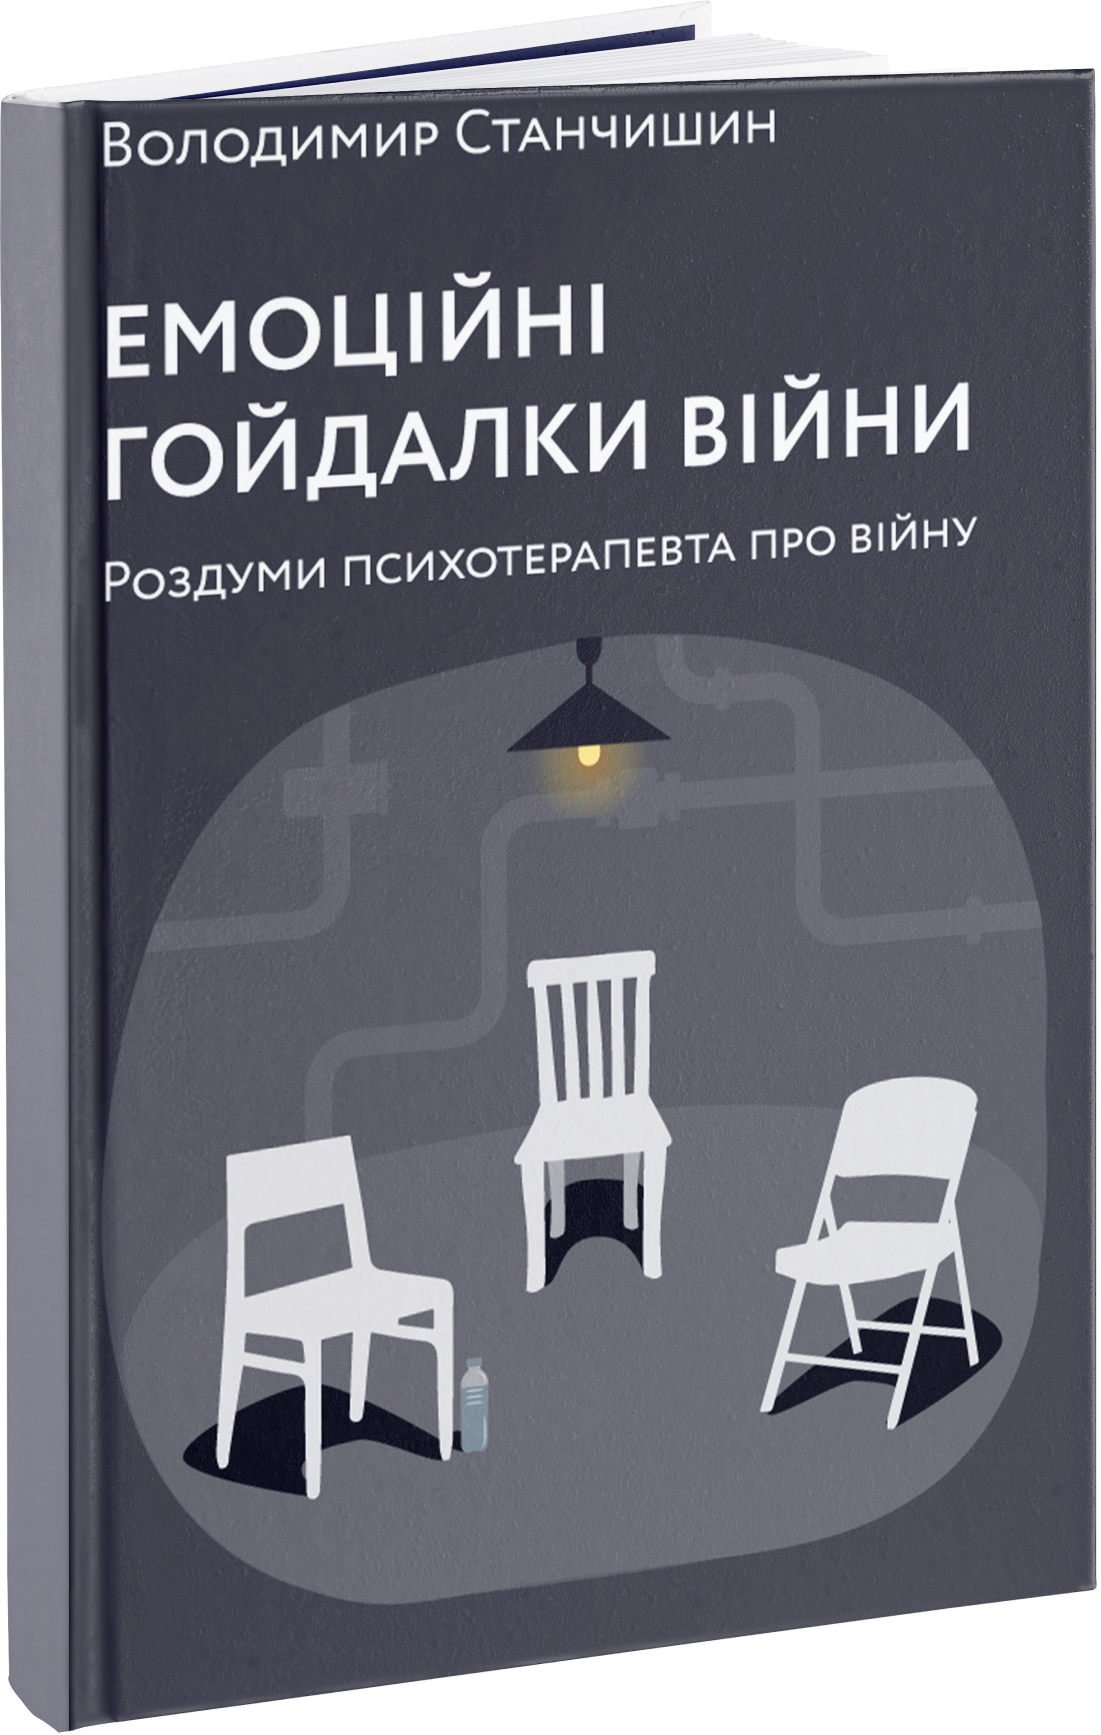 Володимир Станчишин
ЕМОЦІЙНІ
ГОЙДАЛКИ ВІЙНИ
Роздуми психотерапевта про війну